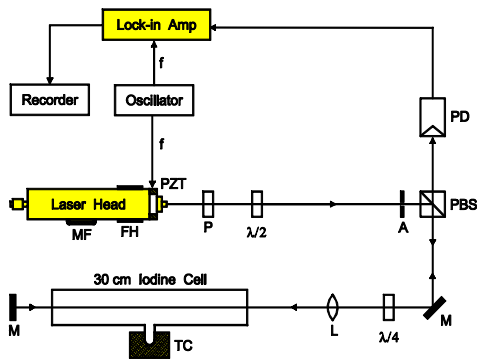 Lock-in Amp
f
Recorder
Oscillator
PD
f
PZT
Laser Head
PBS
MF
FH
P
λ/2
A
30 cm Iodine Cell
M
L
λ/4
M
TC